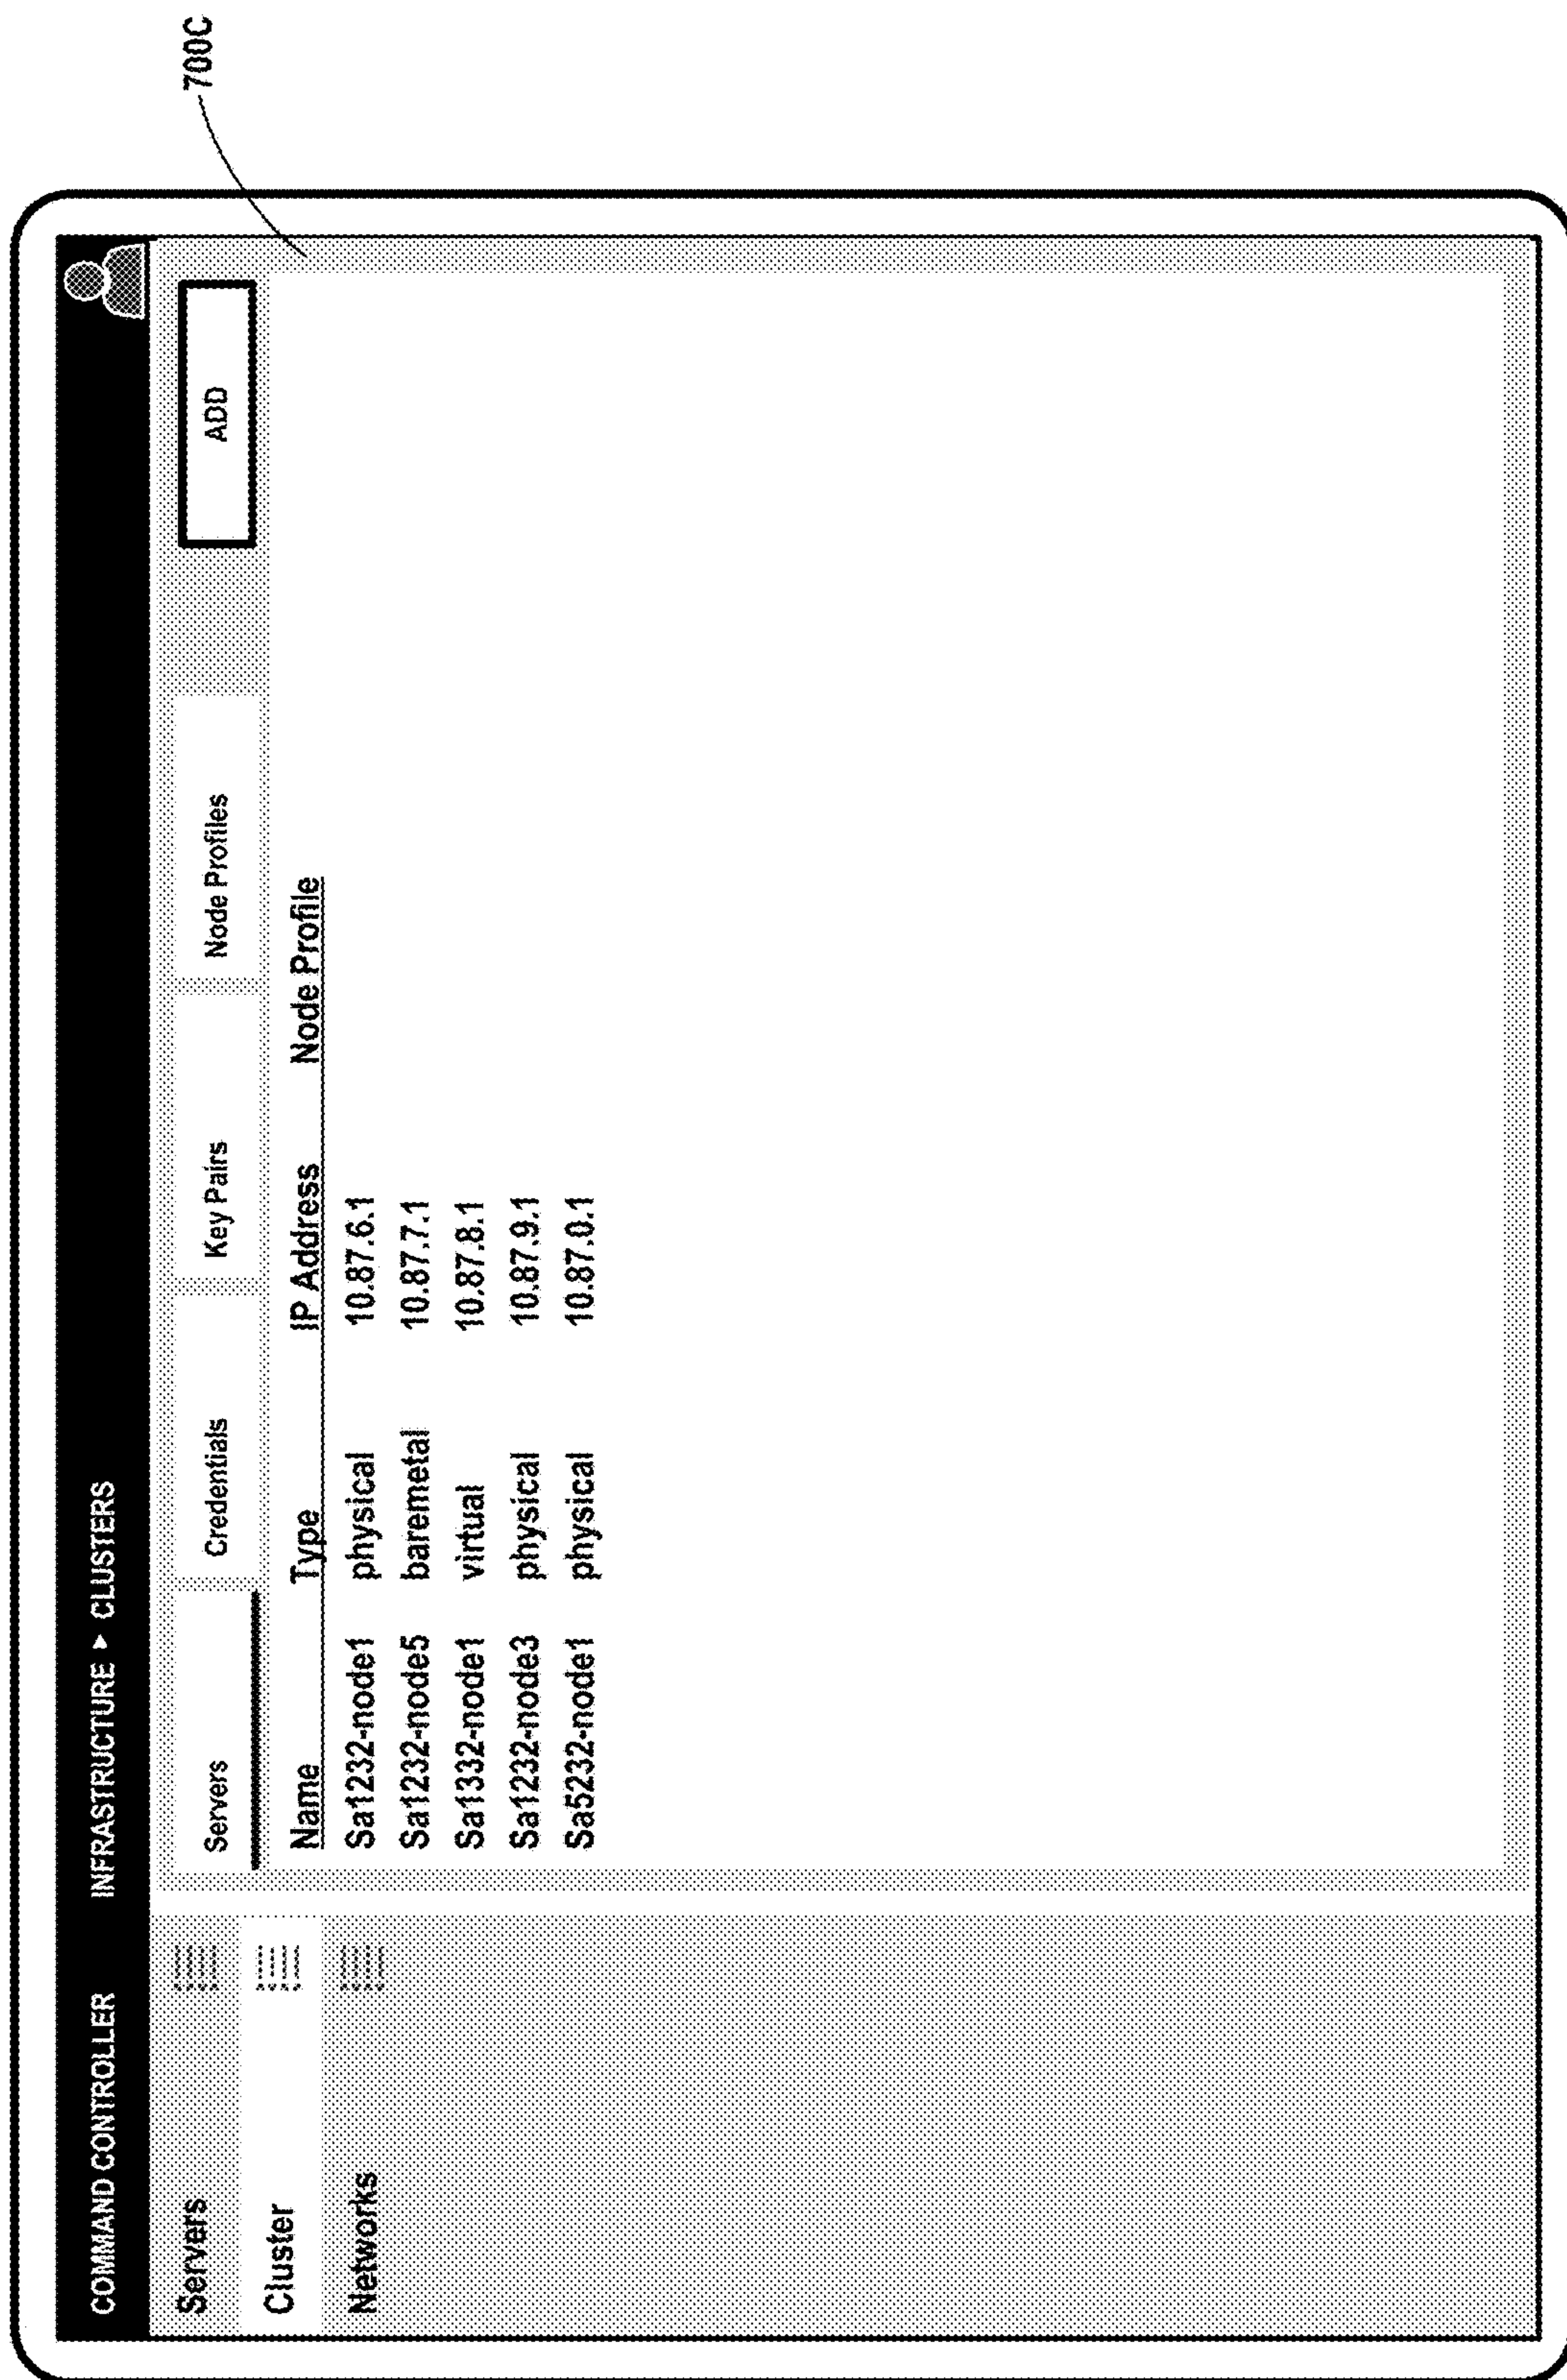 700C
COMMAND CONTROLLER INFRASTRUCTURE ▸ CLUSTERS
Servers
Cluster
Networks
Servers Credentials Key Pairs Node Profiles ADD
Name Type IP Address Node Profile
Sa1232-node1 physical 10.87.6.1
Sa1232-node5 baremetal 10.87.7.1
Sa1332-node1 virtual 10.87.8.1
Sa1232-node3 physical 10.87.9.1
Sa5232-node1 physical 10.87.0.1